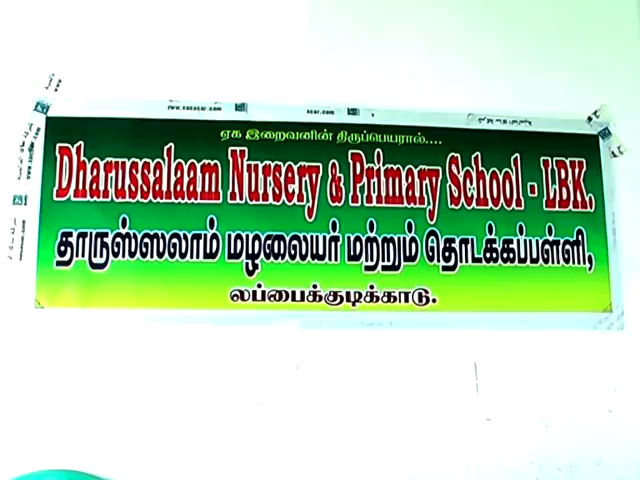 ஏக இறைவனின் திருப்பெயரால்....
Dharussalaam Nursery & Primary School - LBK.
தாருஸ்ஸலாம் மழலையர் மற்றும் தொடக்கப்பள்ளி,
லப்பைக்குடிக்காடு.